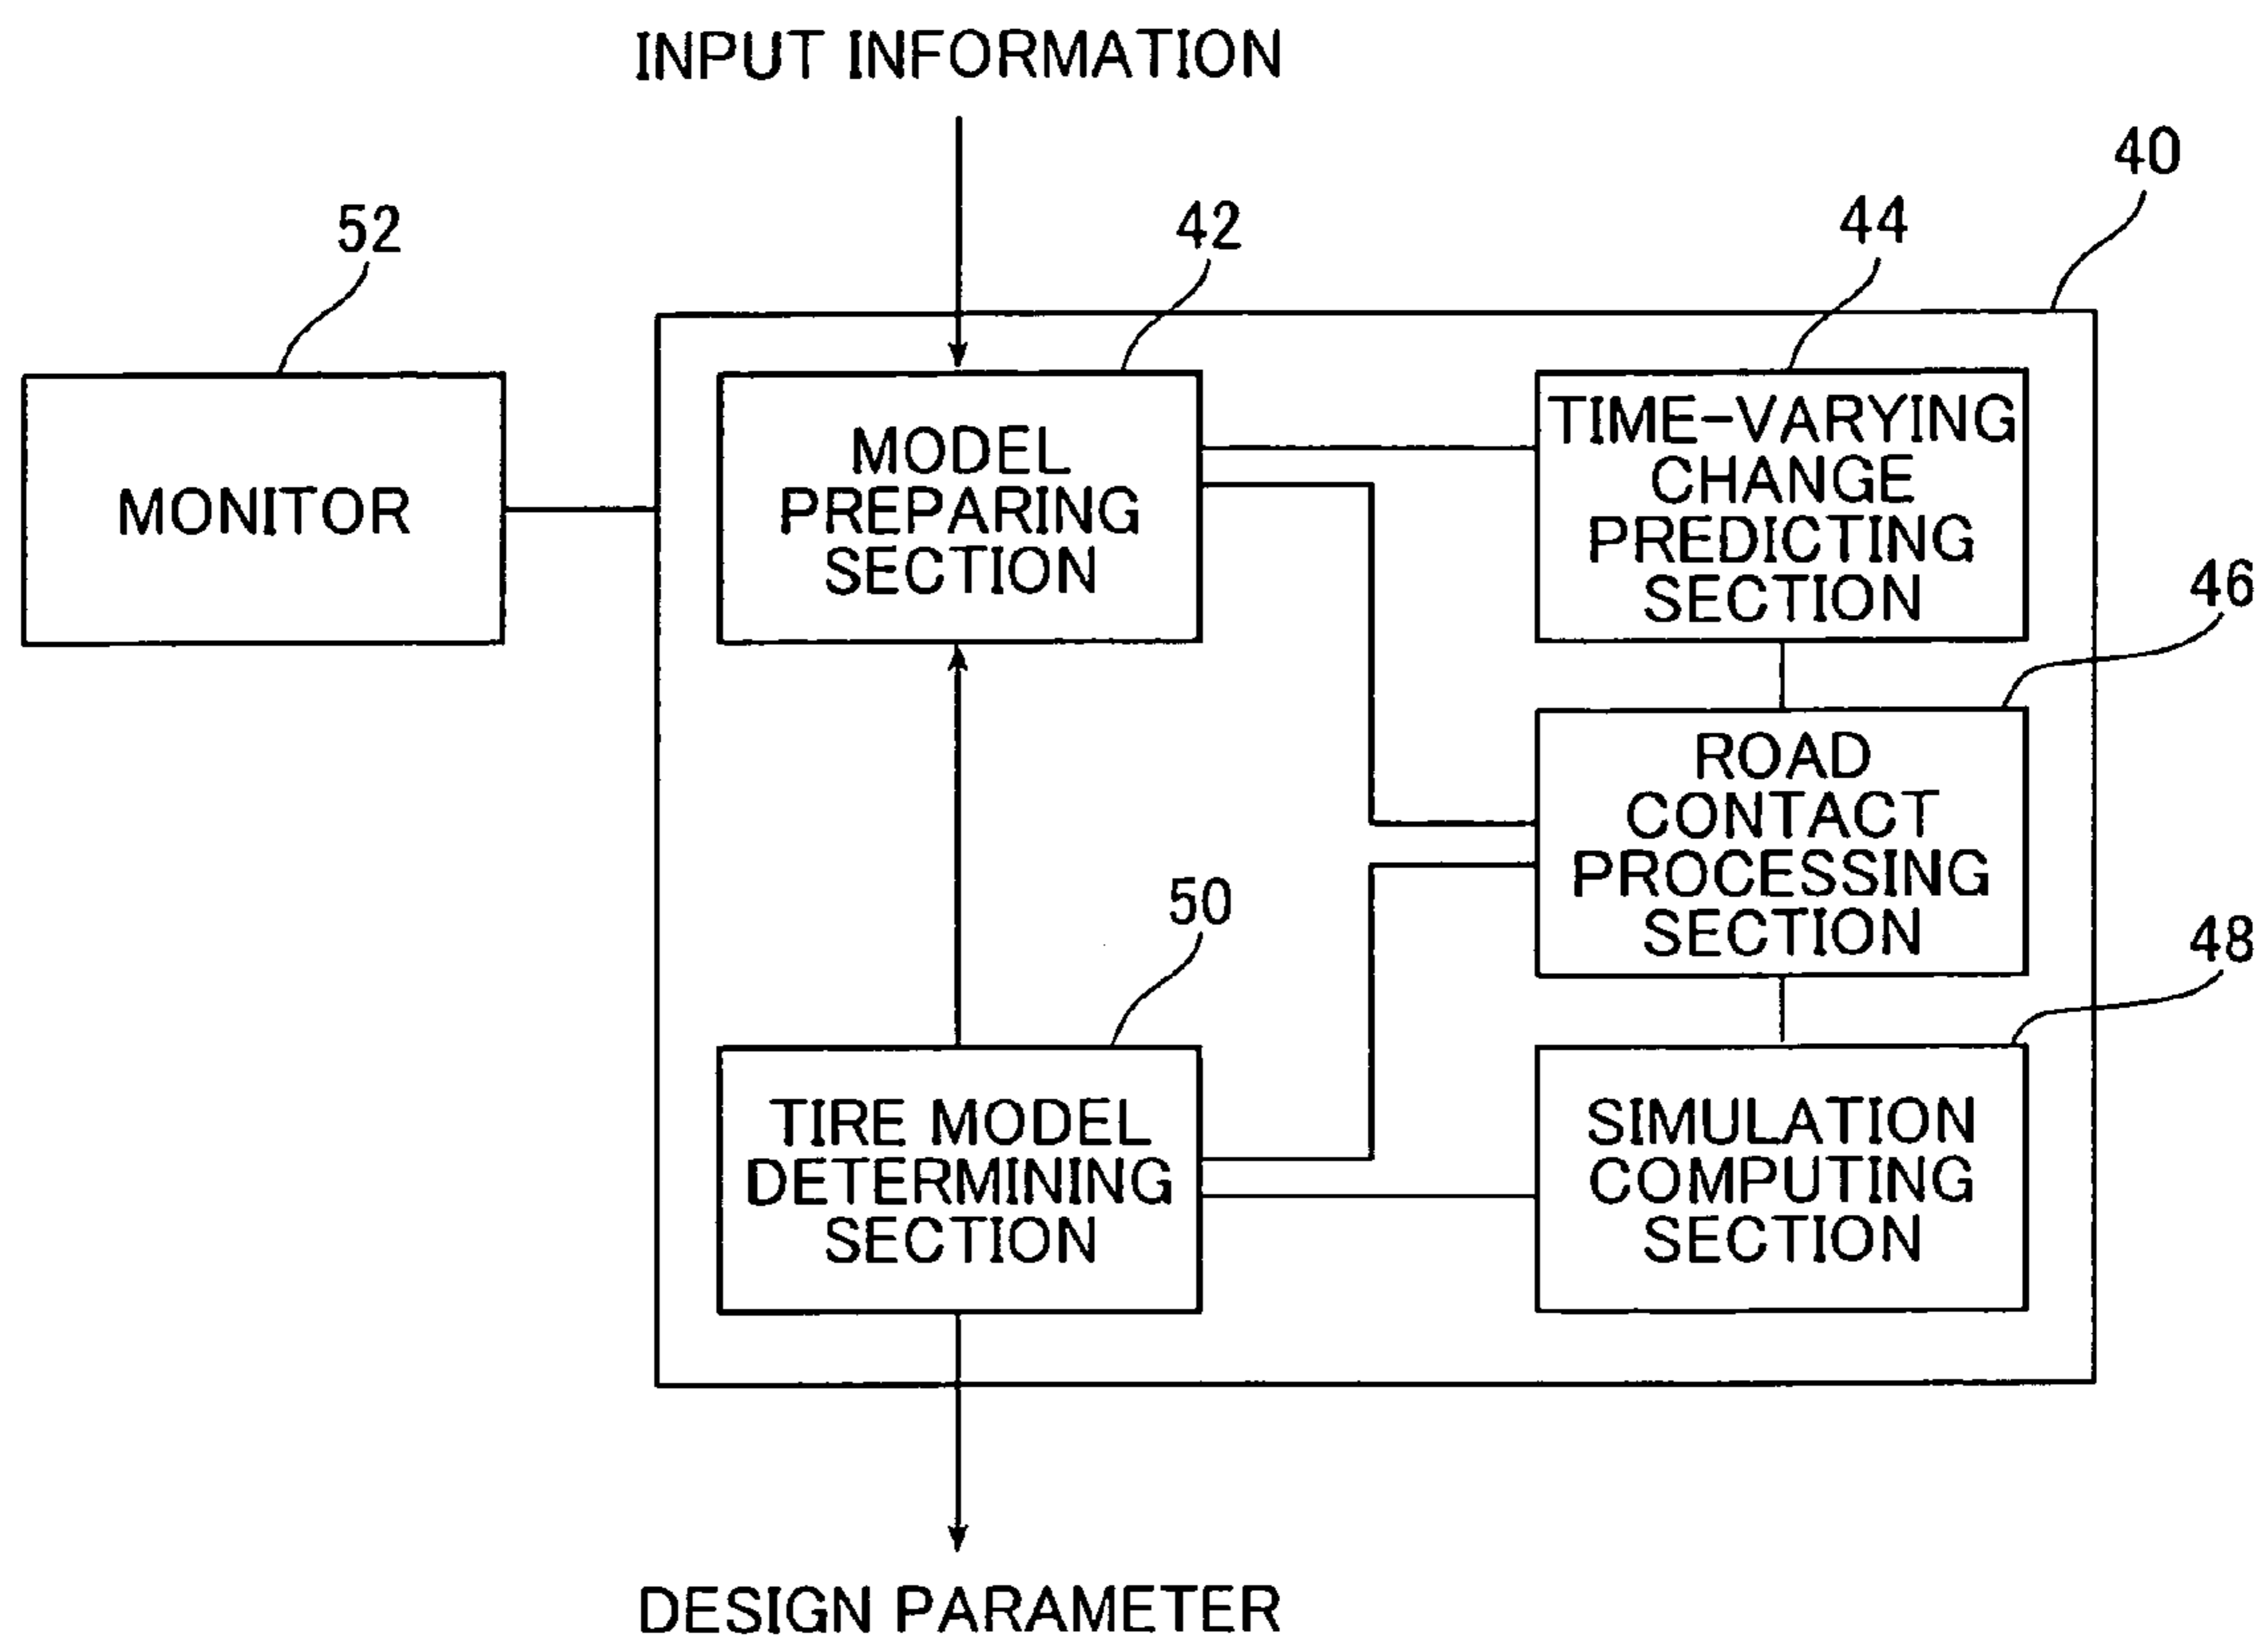 INPUT INFORMATION
40
52
42
44
MONITOR
MODEL
PREPARING
SECTION
TIME-VARYING
CHANGE
PREDICTING
SECTION
46
ROAD
CONTACT
PROCESSING
SECTION
50
48
TIRE MODEL
DETERMINING
SECTION
SIMULATION
COMPUTING
SECTION
DESIGN PARAMETER